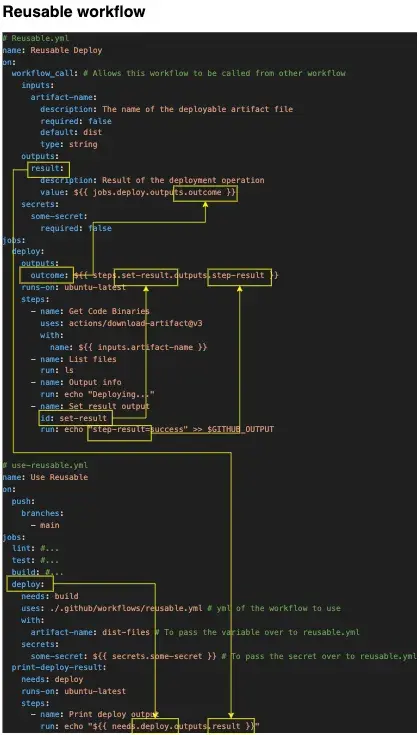 Reusable workflow
# Reusable.yml
name: Reusable Deploy
on:
  workflow_call: # Allows this workflow to be called from other workflow
    inputs:
      artifact-name:
        description: The name of the deployable artifact file
        required: false
        default: dist
        type: string
    outputs:
      result:
        description: Result of the deployment operation
        value: ${{ jobs.deploy.outputs.outcome }}
    secrets:
      some-secret:
        required: false
jobs:
  deploy:
    outputs:
      outcome: ${{ steps.set-result.outputs.step-result }}
    runs-on: ubuntu-latest
    steps:
      - name: Get Code Binaries
        uses: actions/download-artifact@v3
        with:
          name: ${{ inputs.artifact-name }}
      - name: List files
        run: ls
      - name: Output info
        run: echo "Deploying..."
      - name: Set result output
        id: set-result
        run: echo "step-result=success" >> $GITHUB_OUTPUT
# use-reusable.yml
name: Use Reusable
on:
  push:
    branches:
      - main
jobs:
  lint: #...
  test: #...
  build: #...
  deploy:
    needs: build
    uses: ./.github/workflows/reusable.yml # yml of the workflow to use
    with:
      artifact-name: dist-files # To pass the variable over to reusable.yml
    secrets:
      some-secret: ${{ secrets.some-secret }} # To pass the secret over to reusable.yml
  print-deploy-result:
    needs: deploy
    runs-on: ubuntu-latest
    steps:
      - name: Print deploy output
        run: echo "${{ needs.deploy.outputs.result }}"